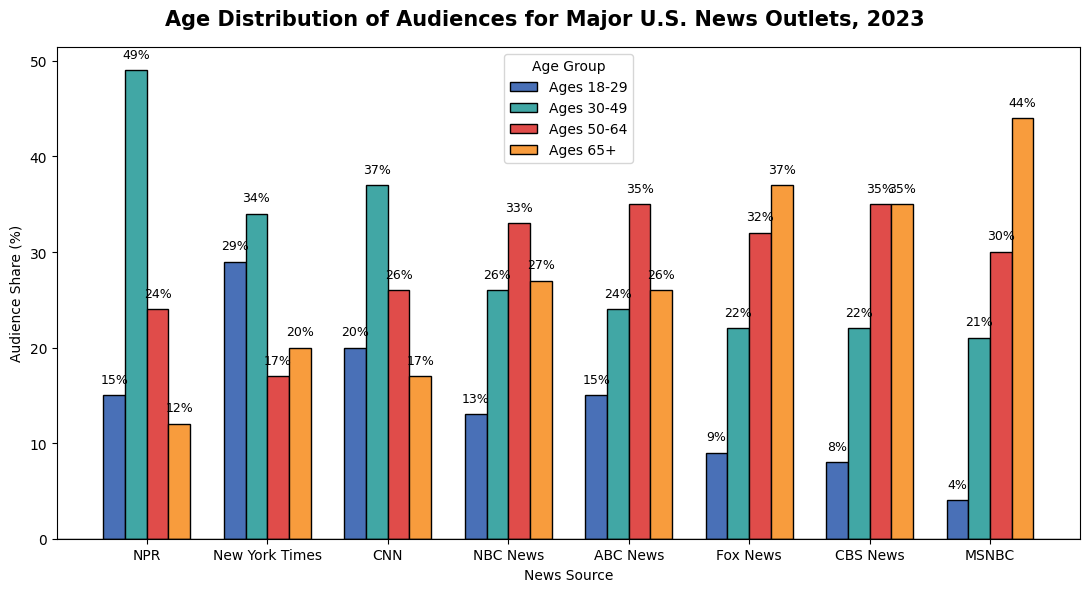 Age Distribution of Audiences for Major U.S. News Outlets, 2023
Age Group
Ages 18-29
Ages 30-49
Ages 50-64
Ages 65+
Audience Share (%)
50
40
30
20
10
0
15% 49% 24% 12%
29% 34% 17% 20%
20% 37% 26% 17%
13% 26% 33% 27%
15% 24% 35% 26%
9% 22% 32% 37%
8% 22% 35% 35%
4% 21% 30% 44%
NPR New York Times CNN NBC News ABC News Fox News CBS News MSNBC
News Source